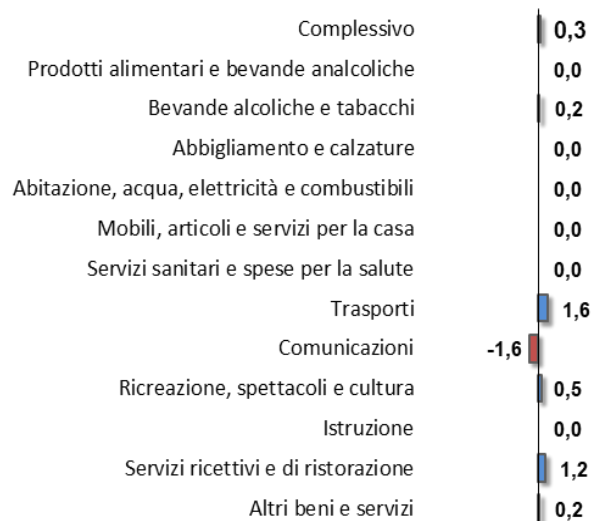 Complessivo 0,3
Prodotti alimentari e bevande analcoliche 0,0
Bevande alcoliche e tabacchi 0,2
Abbigliamento e calzature 0,0
Abitazione, acqua, elettricità e combustibili 0,0
Mobili, articoli e servizi per la casa 0,0
Servizi sanitari e spese per la salute 0,0
Trasporti 1,6
Comunicazioni -1,6
Ricreazione, spettacoli e cultura 0,5
Istruzione 0,0
Servizi ricettivi e di ristorazione 1,2
Altri beni e servizi 0,2